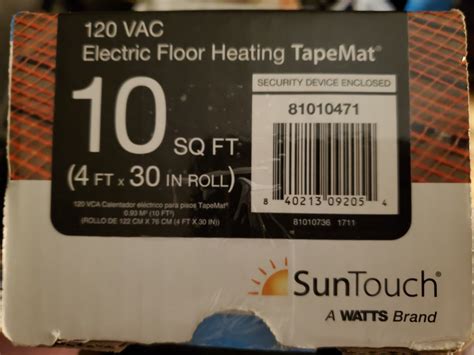 120 VAC
Electric Floor Heating TapeMat®
10 SQ FT
(4 FT x 30 IN ROLL)
120 VCA Calentador eléctrico para pisos TapeMat®
0.93 M² (10 FT²)
(ROLLO DE 122 CM X 76 CM (4 FT X 30 IN))
SECURITY DEVICE ENCLOSED
81010471
8 40213 09205 4
81010736 1711
SunTouch®
A WATTS Brand